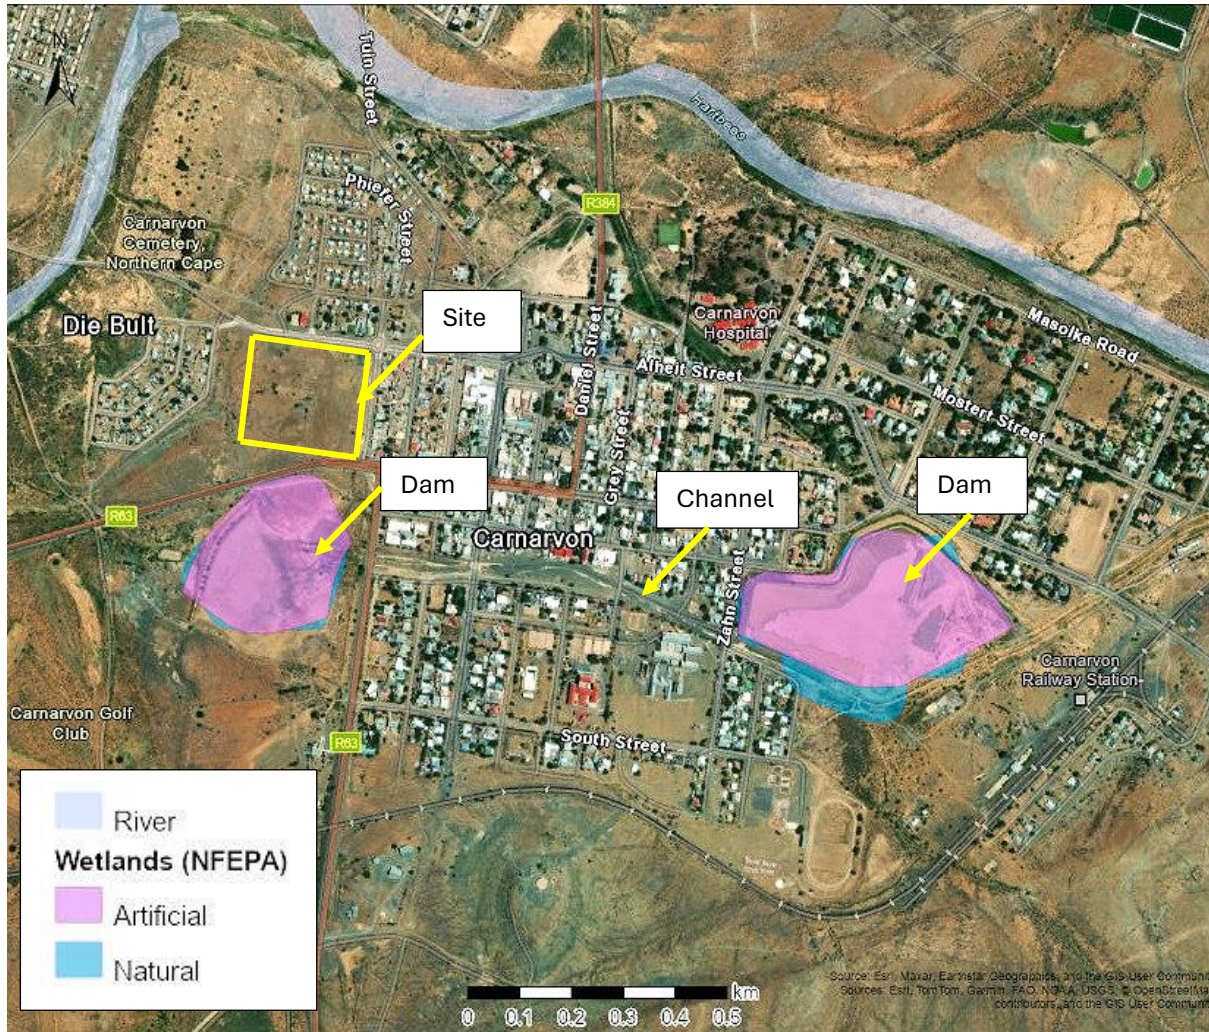 N
Tuin Street
Hartbees
Phiefer Street
R384
Carnarvon
Cemetery,
Northern Cape
Die Bult
Site
Carnarvon
Hospital
Masolke Road
Daniel Street
Alheit Street
Mostert Street
Grey Street
Dam
Channel
Dam
R63
Carnarvon
Zahn Street
Carnarvon
Railway Station
Carnarvon Golf
Club
R63
South Street
River
Wetlands (NFEPA)
Artificial
Natural
km
0 0.1 0.2 0.3 0.4 0.5
Source: Esri, Maxar, Earthstar Geographics, and the GIS User Communit
Sources: Esri, TomTom, Garmin, FAO, NOAA, USGS, © OpenStreetMa
contributors, and the GIS User Communit